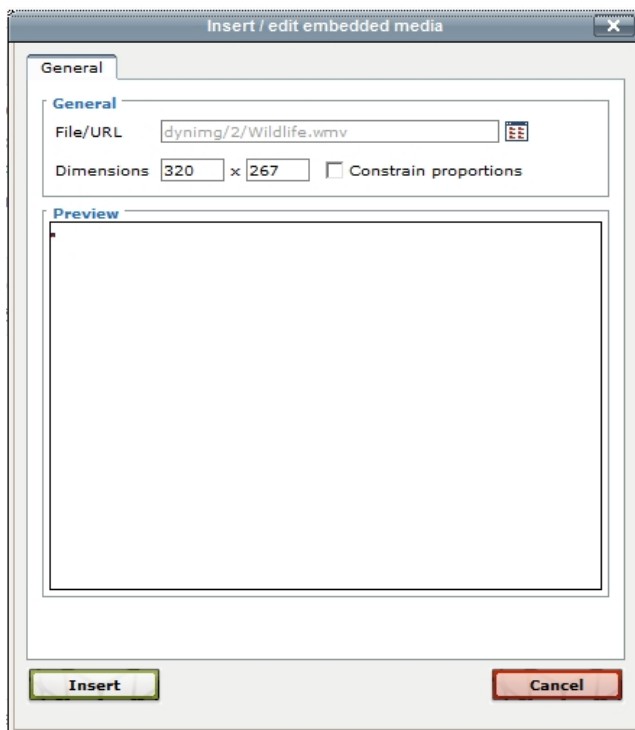 Insert / edit embedded media
General
General
File/URL dynimg/2/Wildlife.wmv
Dimensions 320 x 267 Constrain proportions
Preview
Insert Cancel